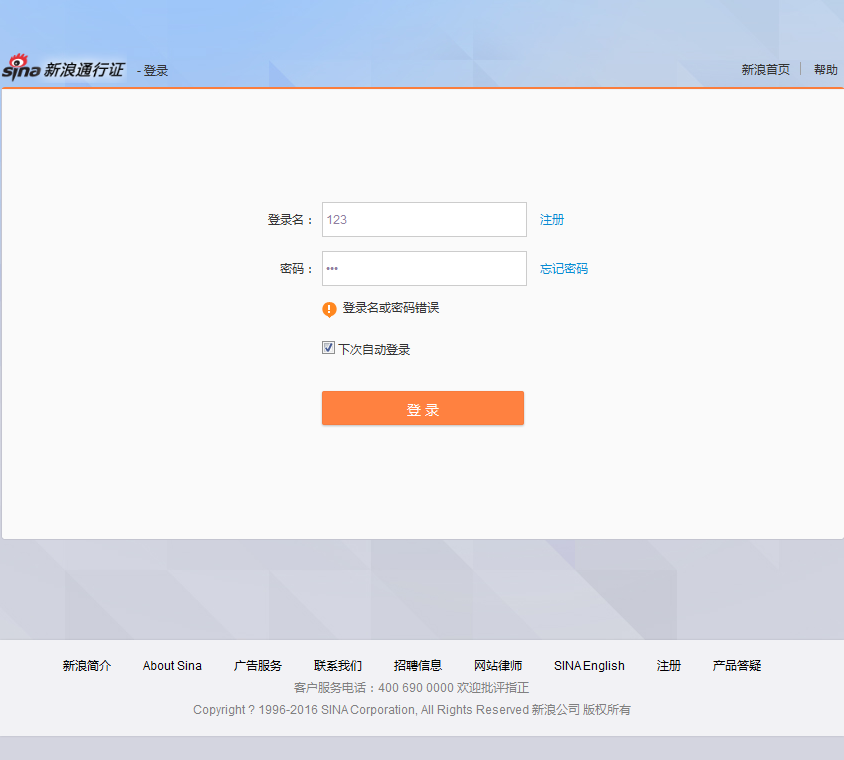 sina 新浪通行证 - 登录 新浪首页 | 帮助
登录名： 123 注册
密码： ••• 忘记密码
! 登录名或密码错误
下次自动登录
登 录
新浪简介 About Sina 广告服务 联系我们 招聘信息 网站律师 SINA English 注册 产品答疑
客户服务电话：400 690 0000 欢迎批评指正
Copyright ? 1996-2016 SINA Corporation, All Rights Reserved 新浪公司 版权所有